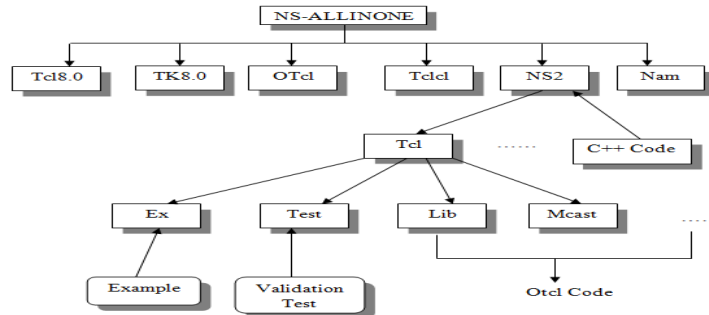 NS-ALLINONE
Tcl8.0
TK8.0
OTcl
Tclcl
NS2
Nam
Tcl
......
C++ Code
Ex
Test
Lib
Mcast
....
Example
Validation
Test
Otcl Code